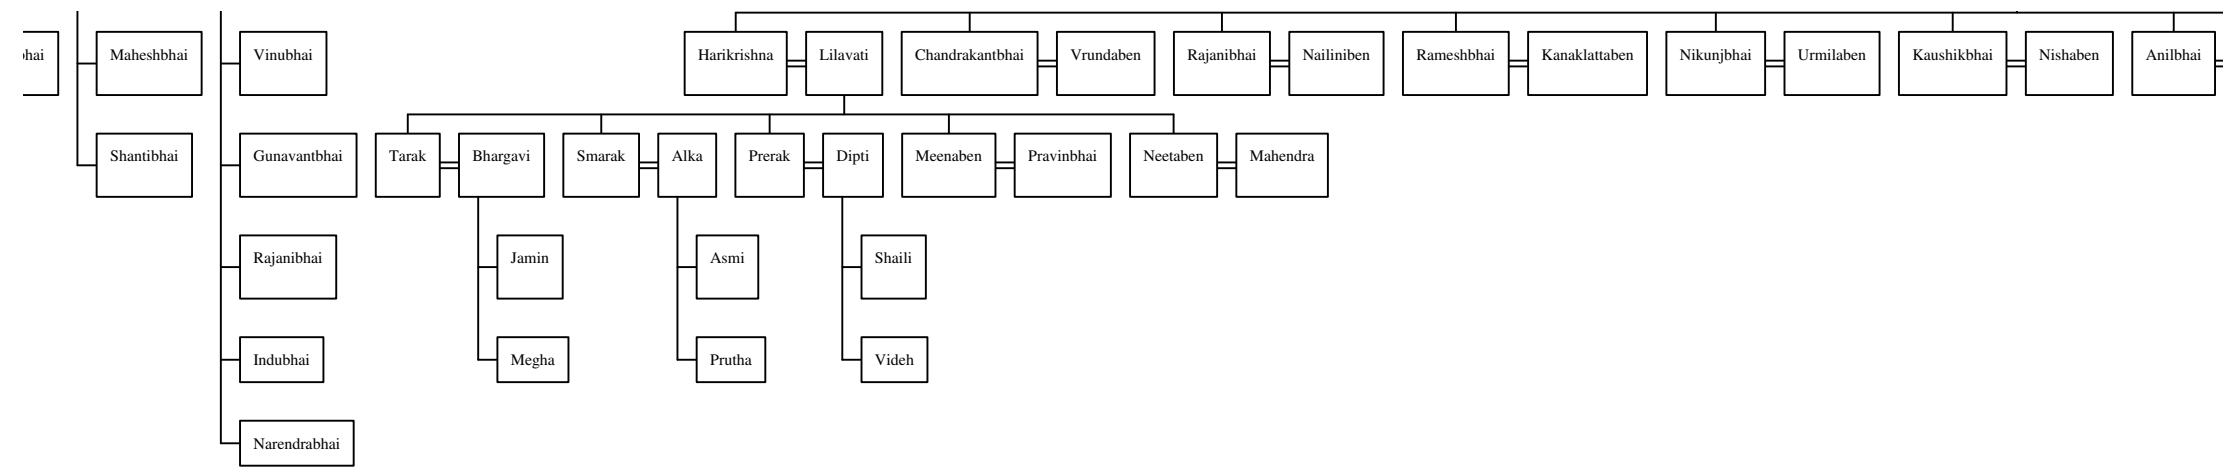 hai
Maheshbhai
Vinubhai
Harikrishna
Lilavati
Chandrakantbhai
Vrundaben
Rajanibhai
Nailiniben
Rameshbhai
Kanaklattaben
Nikunjbhai
Urmilaben
Kaushikbhai
Nishaben
Anilbhai
Shantibhai
Gunavantbhai
Tarak
Bhargavi
Smarak
Alka
Prerak
Dipti
Meenaben
Pravinbhai
Neetaben
Mahendra
Rajanibhai
Jamin
Asmi
Shaili
Indubhai
Megha
Prutha
Videh
Narendrabhai